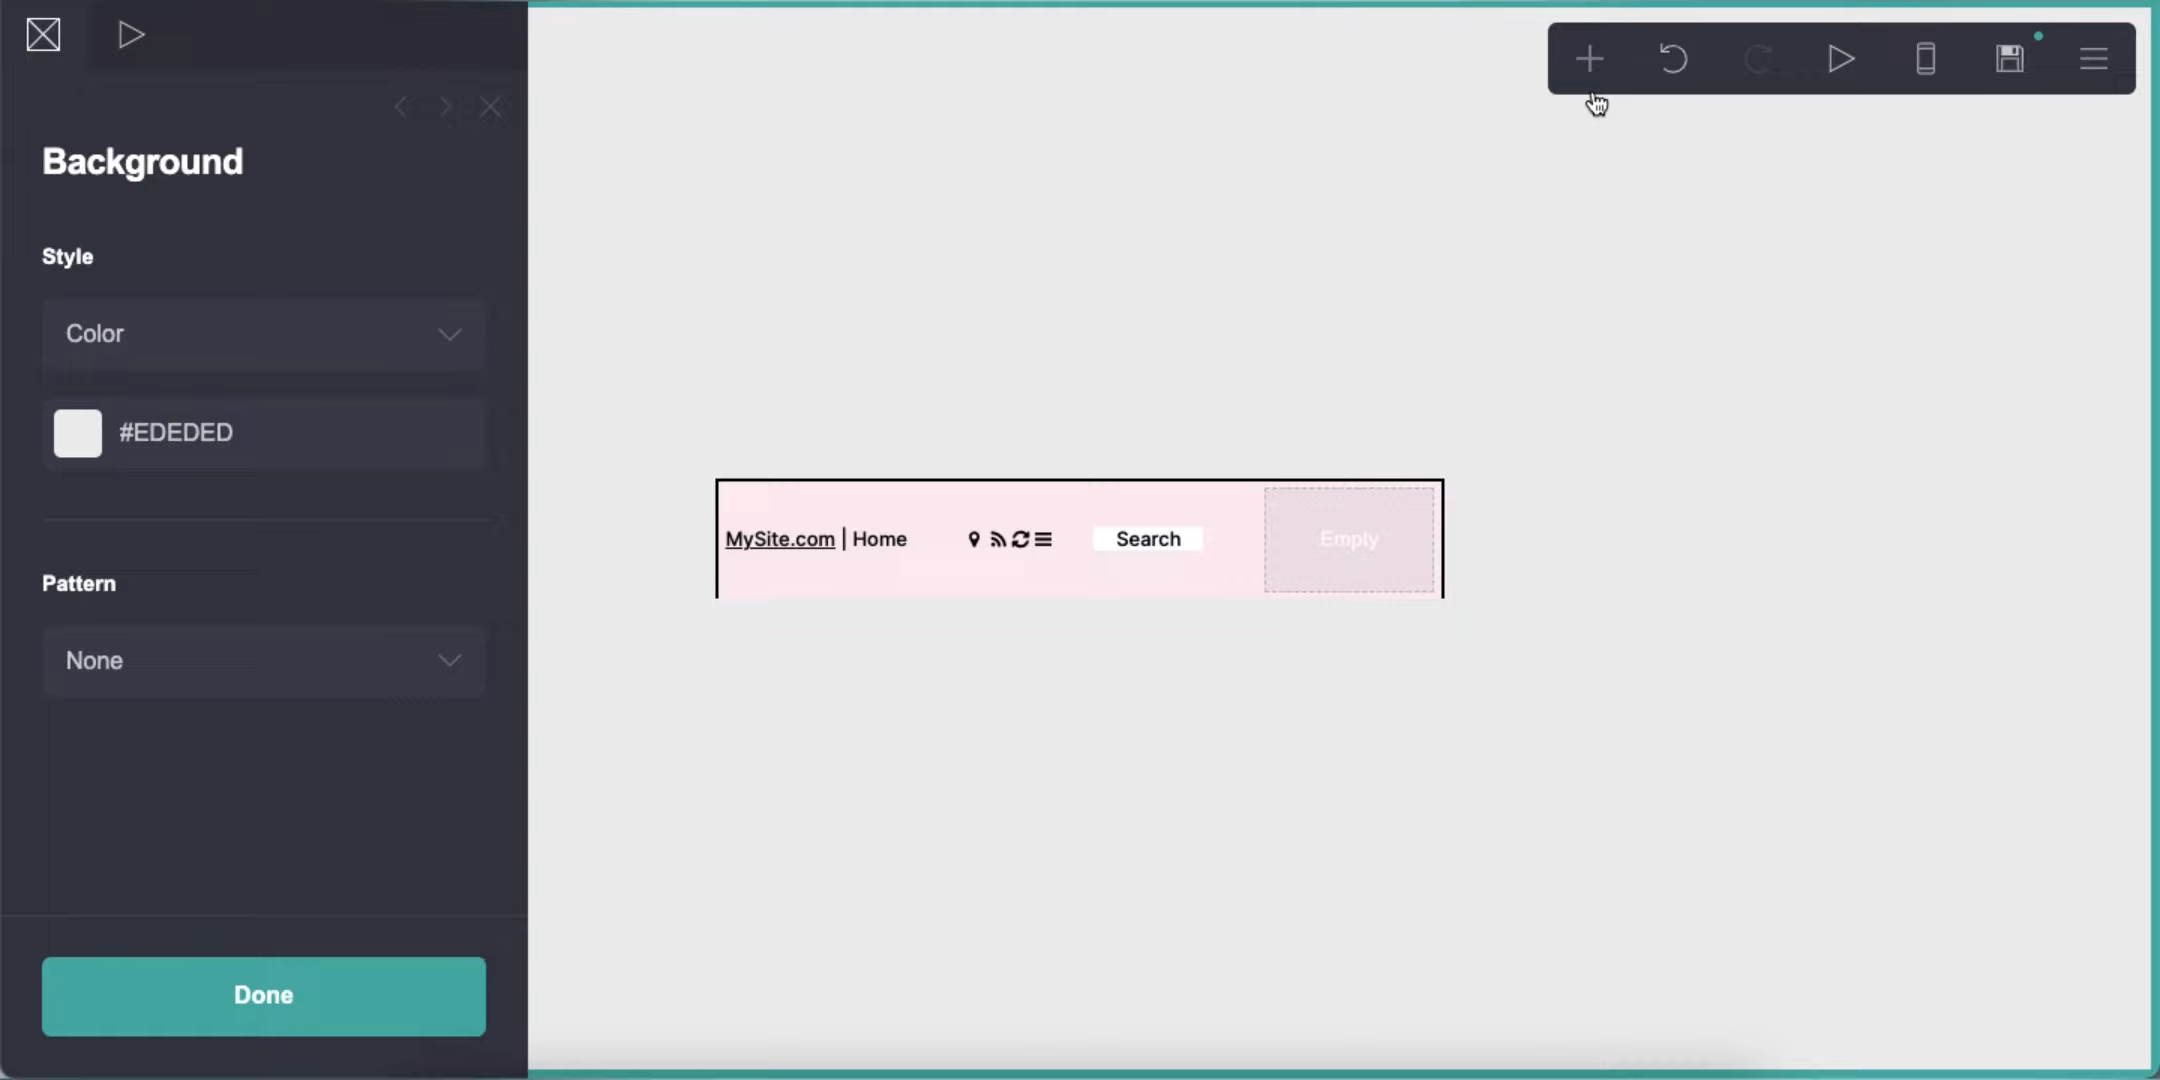 Background
Style
Color
#EDEDED
Pattern
None
Done
MySite.com | Home
Search
Empty